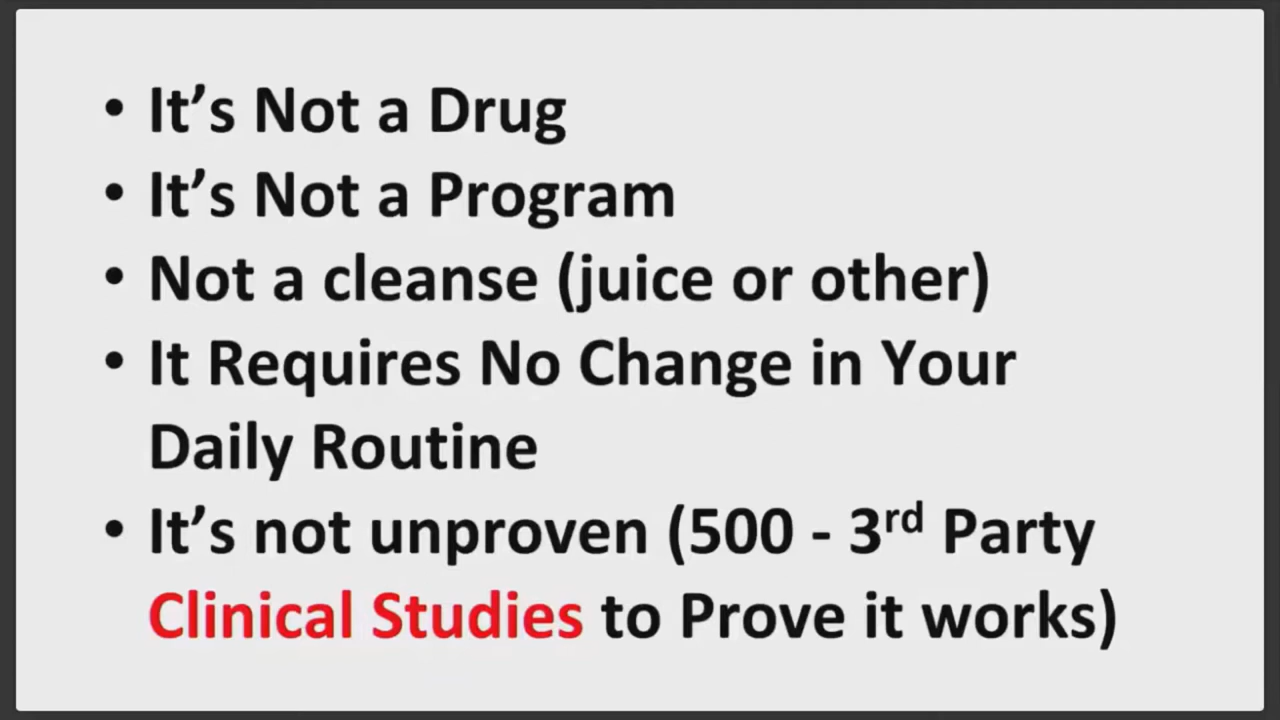 • It's Not a Drug
• It's Not a Program
• Not a cleanse (juice or other)
• It Requires No Change in Your
Daily Routine
• It's not unproven (500 - 3rd Party
Clinical Studies to Prove it works)